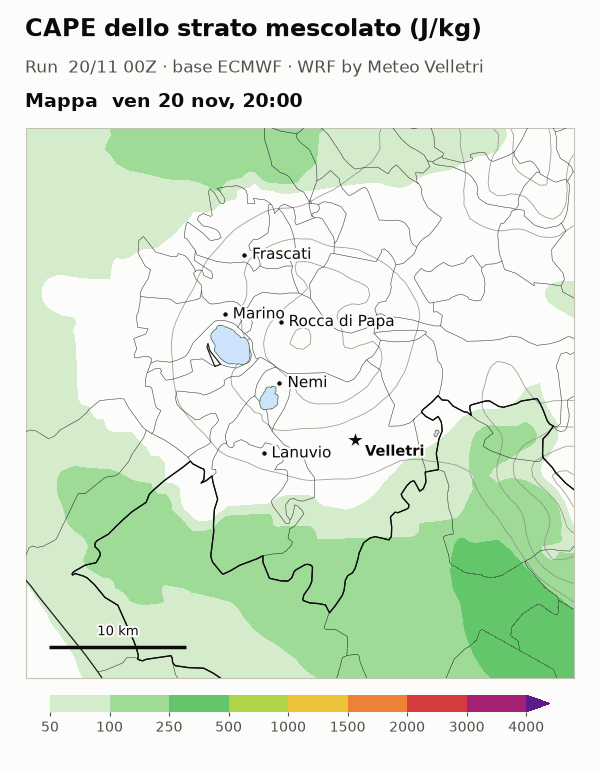 CAPE dello strato mescolato (J/kg)
Run  20/11 00Z · base ECMWF · WRF by Meteo Velletri
Mappa  ven 20 nov, 20:00
Frascati
Marino
Rocca di Papa
Nemi
Velletri
Lanuvio
10 km
50 100 250 500 1000 1500 2000 3000 4000